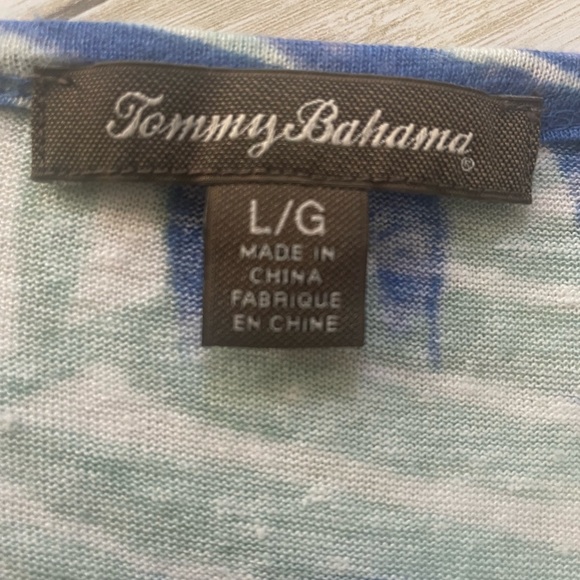 Tommy Bahama®
L/G
MADE IN
CHINA
FABRIQUE
EN CHINE